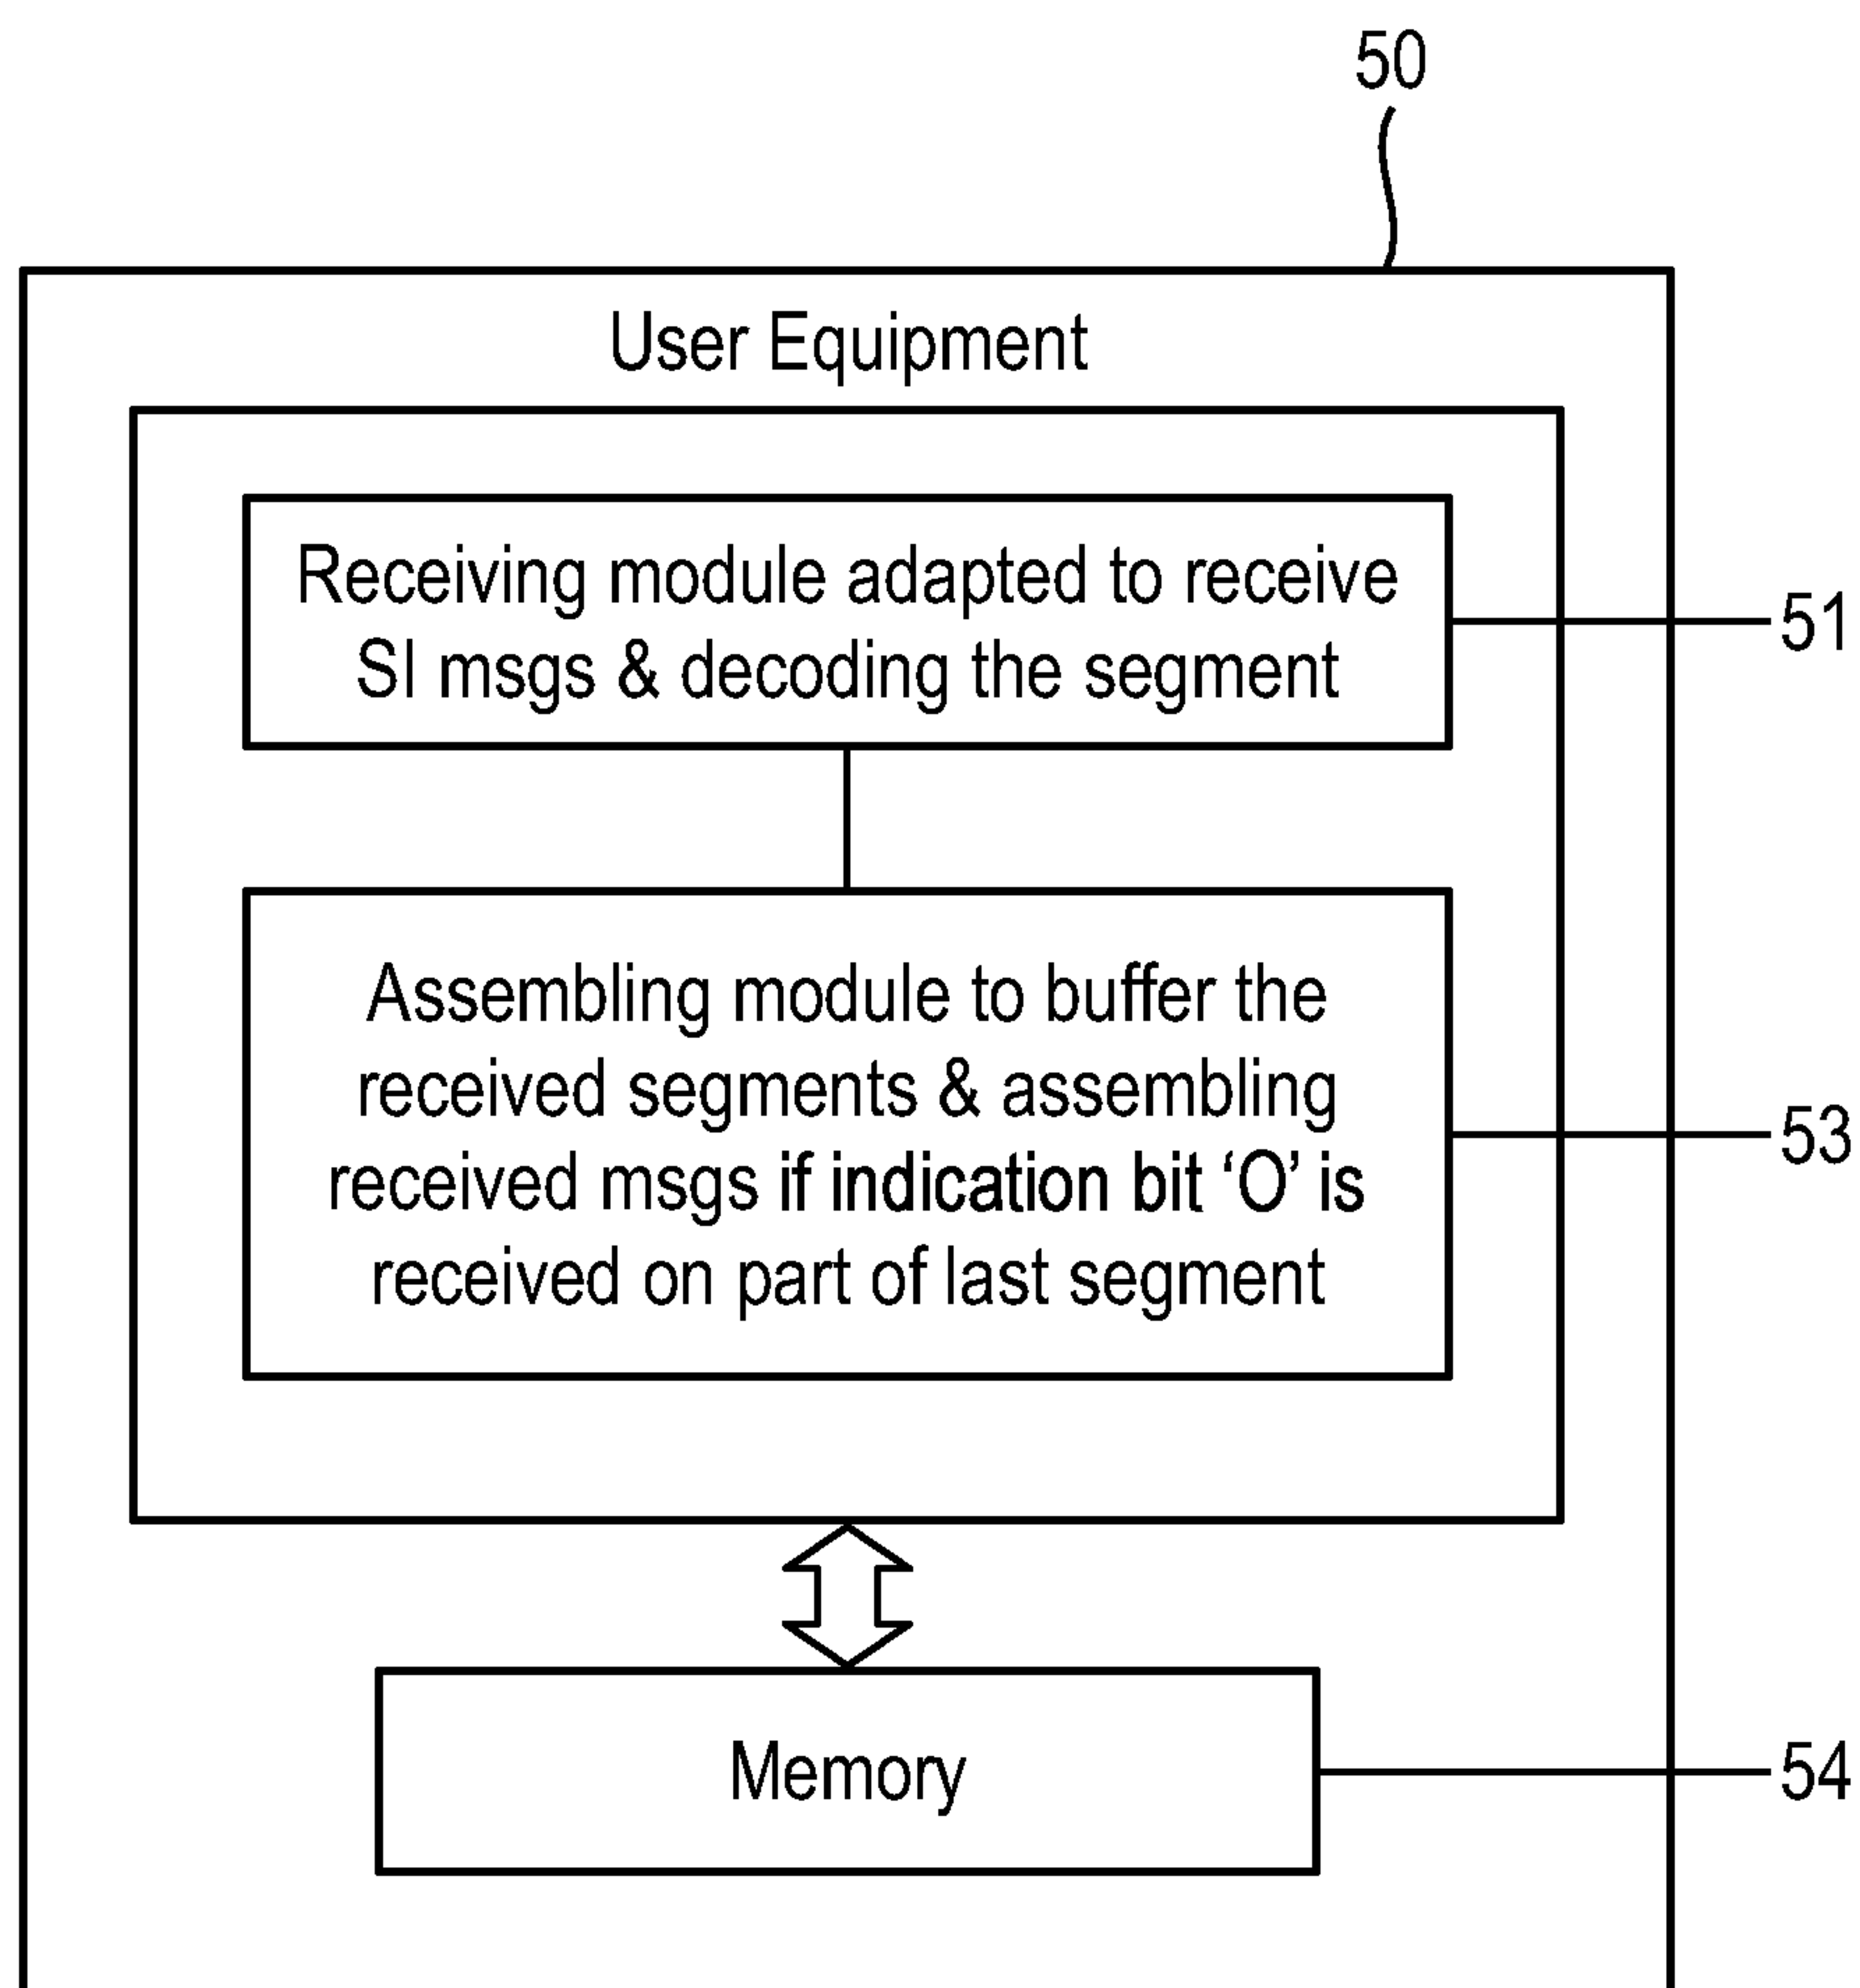 50
User Equipment
Receiving module adapted to receive
SI msgs & decoding the segment
51
Assembling module to buffer the
received segments & assembling
received msgs if indication bit ‘O’ is
received on part of last segment
53
Memory
54